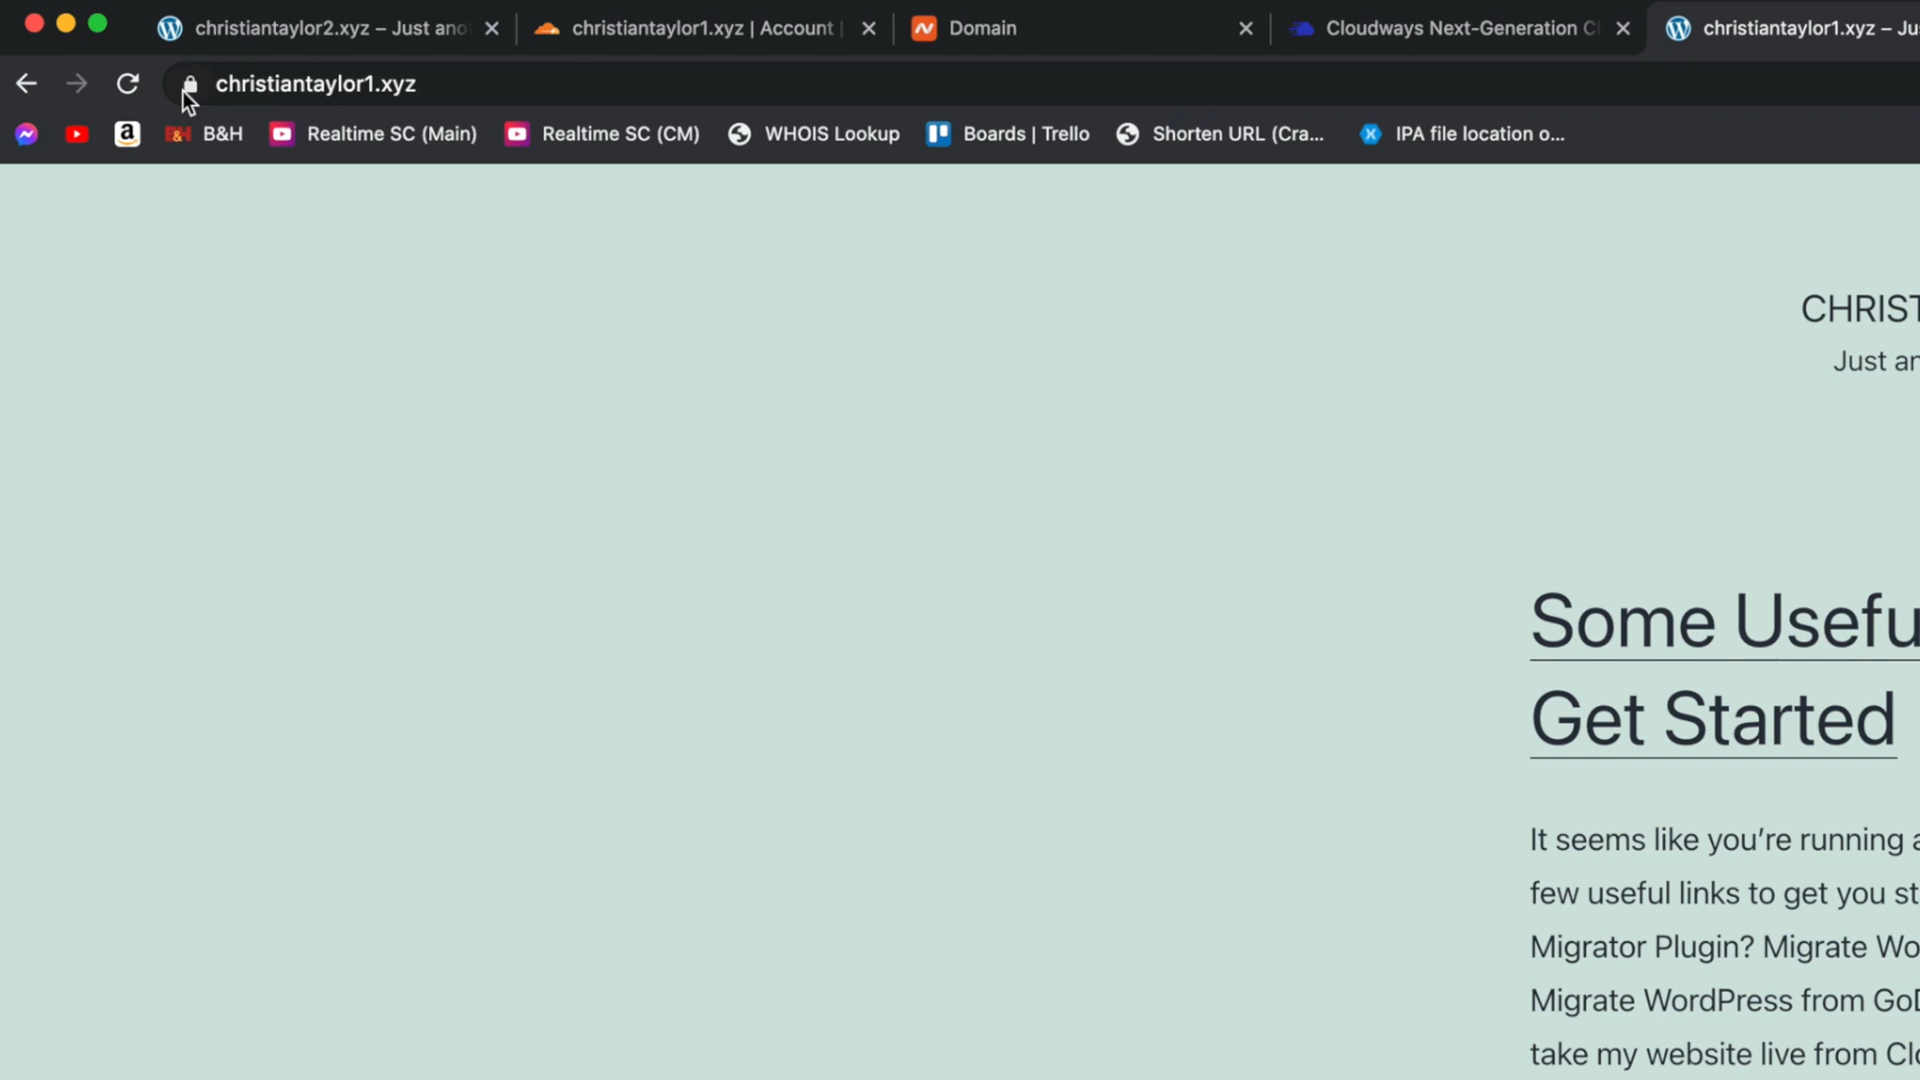 christiantaylor2.xyz – Just ano
christiantaylor1.xyz | Account |
Domain
Cloudways Next-Generation Cl
christiantaylor1.xyz – Ju
christiantaylor1.xyz
B&H
Realtime SC (Main)
Realtime SC (CM)
WHOIS Lookup
Boards | Trello
Shorten URL (Cra...
IPA file location o...
CHRIST
Just an
Some Usefu
Get Started
It seems like you're running a
few useful links to get you st
Migrator Plugin? Migrate Wo
Migrate WordPress from GoD
take my website live from Clo